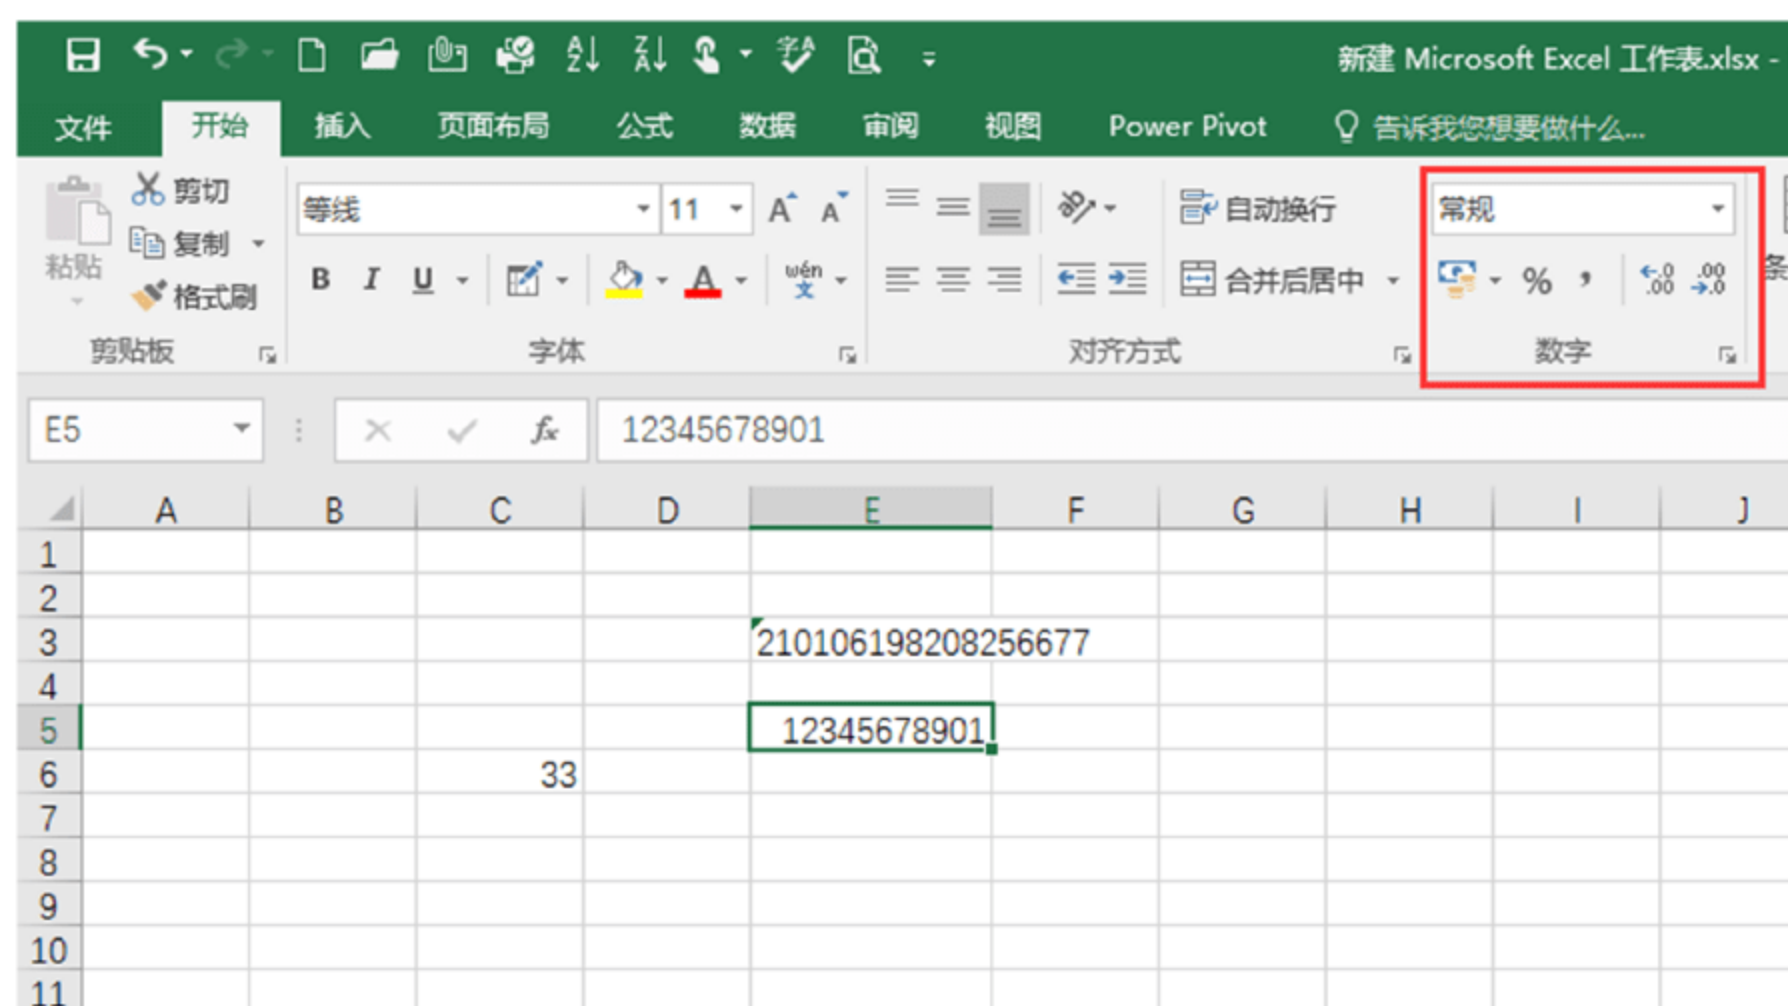 新建 Microsoft Excel 工作表.xlsx -
文件 开始 插入 页面布局 公式 数据 审阅 视图 Power Pivot 告诉我您想要做什么...
粘贴 剪切 等线 11 自动换行 常规
复制
格式刷 B I U A wén 文 合并后居中 % , 条
剪贴板 字体 对齐方式 数字
E5 fx 12345678901
A B C D E F G H I J
1
2
3 210106198208256677
4
5 12345678901
6 33
7
8
9
10
11